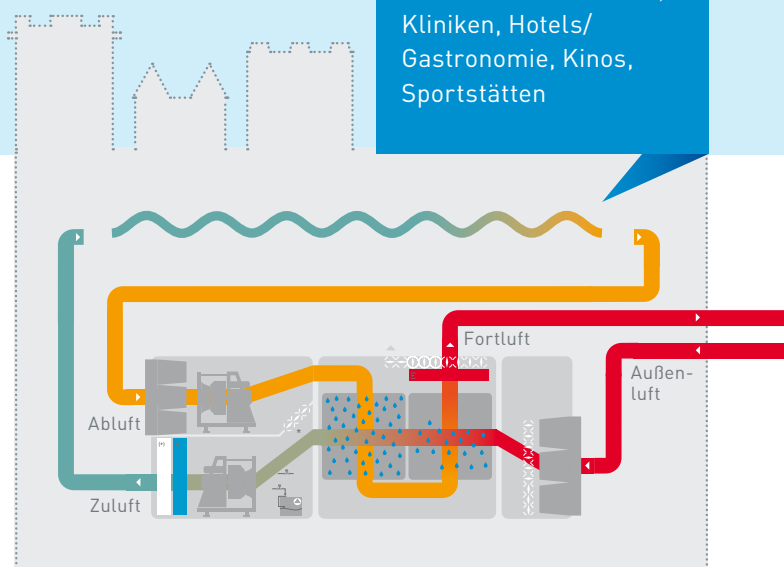 Kliniken, Hotels/
Gastronomie, Kinos,
Sportstätten
Fortluft
Außen-
luft
Abluft
(+)
Zuluft